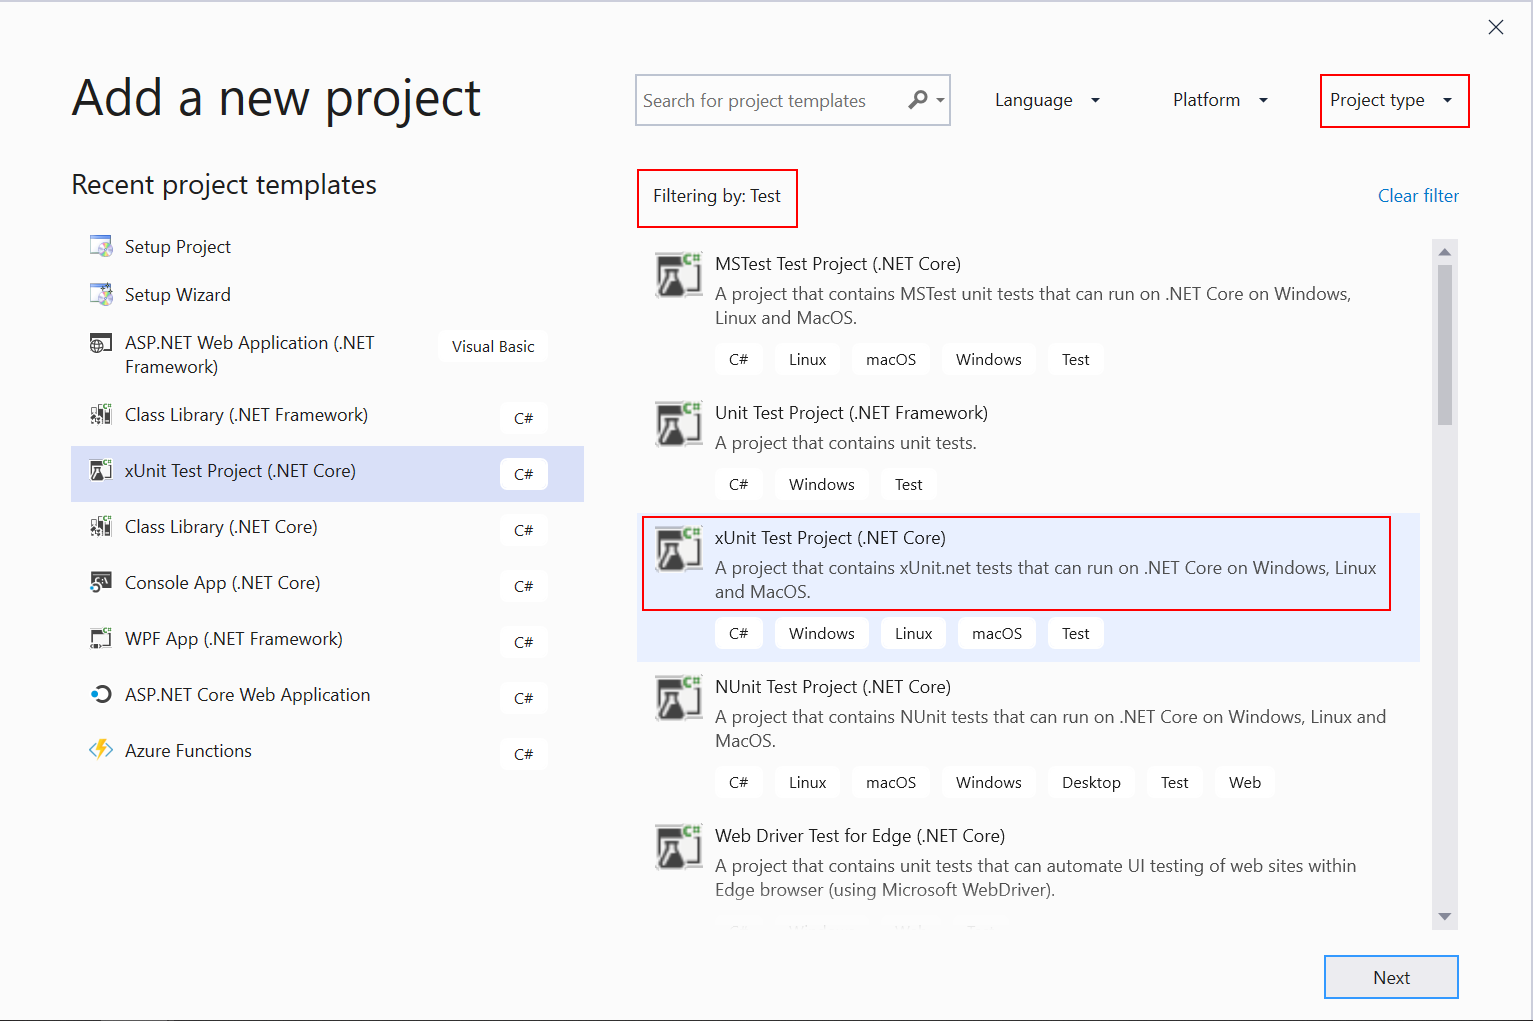 Add a new project
Search for project templates
Language
Platform
Project type
Recent project templates
Setup Project
Setup Wizard
ASP.NET Web Application (.NET
Framework)
Visual Basic
Class Library (.NET Framework)
C#
xUnit Test Project (.NET Core)
C#
Class Library (.NET Core)
C#
Console App (.NET Core)
C#
WPF App (.NET Framework)
C#
ASP.NET Core Web Application
C#
Azure Functions
C#
Filtering by: Test
Clear filter
MSTest Test Project (.NET Core)
A project that contains MSTest unit tests that can run on .NET Core on Windows,
Linux and MacOS.
C# Linux macOS Windows Test
Unit Test Project (.NET Framework)
A project that contains unit tests.
C# Windows Test
xUnit Test Project (.NET Core)
A project that contains xUnit.net tests that can run on .NET Core on Windows, Linux
and MacOS.
C# Windows Linux macOS Test
NUnit Test Project (.NET Core)
A project that contains NUnit tests that can run on .NET Core on Windows, Linux and
MacOS.
C# Linux macOS Windows Desktop Test Web
Web Driver Test for Edge (.NET Core)
A project that contains unit tests that can automate UI testing of web sites within
Edge browser (using Microsoft WebDriver).
Next